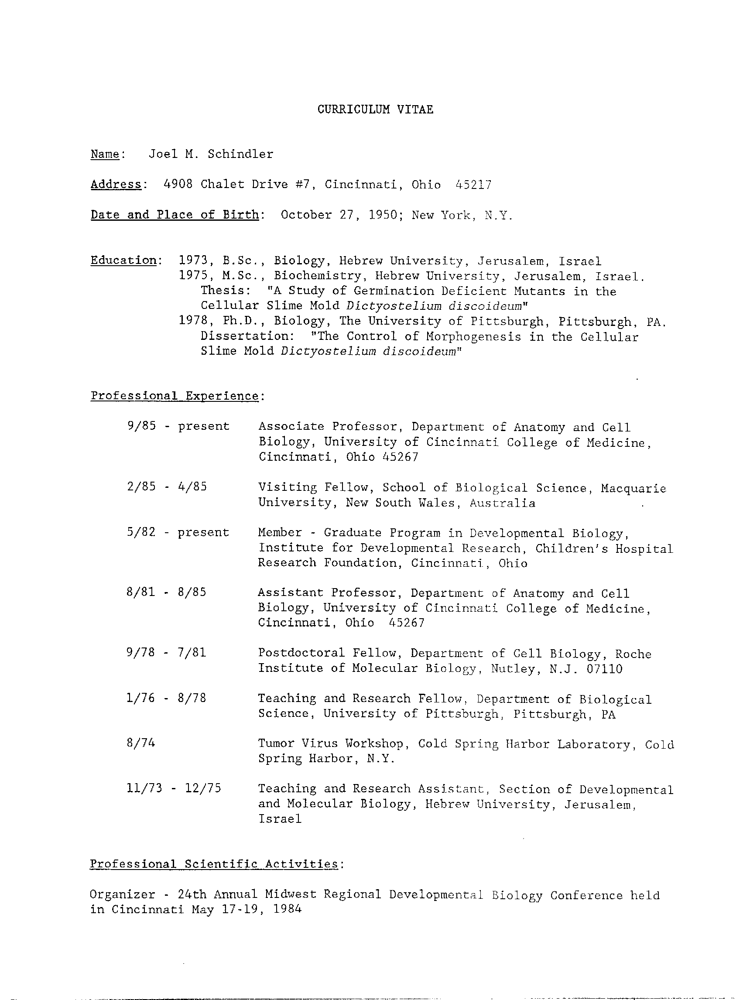 CURRICULUM VITAE
Name: Joel M. Schindler
Address: 4908 Chalet Drive #7, Cincinnati, Ohio 45217
Date and Place of Birth: October 27, 1950; New York, N.Y.
Education: 1973, B.Sc., Biology, Hebrew University, Jerusalem, Israel
1975, M.Sc., Biochemistry, Hebrew University, Jerusalem, Israel.
Thesis: "A Study of Germination Deficient Mutants in the
Cellular Slime Mold Dictyostelium discoideum"
1978, Ph.D., Biology, The University of Pittsburgh, Pittsburgh, PA.
Dissertation: "The Control of Morphogenesis in the Cellular
Slime Mold Dictyostelium discoideum"
Professional Experience:
9/85 - present Associate Professor, Department of Anatomy and Cell
Biology, University of Cincinnati College of Medicine,
Cincinnati, Ohio 45267
2/85 - 4/85 Visiting Fellow, School of Biological Science, Macquarie
University, New South Wales, Australia
5/82 - present Member - Graduate Program in Developmental Biology,
Institute for Developmental Research, Children's Hospital
Research Foundation, Cincinnati, Ohio
8/81 - 8/85 Assistant Professor, Department of Anatomy and Cell
Biology, University of Cincinnati College of Medicine,
Cincinnati, Ohio 45267
9/78 - 7/81 Postdoctoral Fellow, Department of Cell Biology, Roche
Institute of Molecular Biology, Nutley, N.J. 07110
1/76 - 8/78 Teaching and Research Fellow, Department of Biological
Science, University of Pittsburgh, Pittsburgh, PA
8/74 Tumor Virus Workshop, Cold Spring Harbor Laboratory, Cold
Spring Harbor, N.Y.
11/73 - 12/75 Teaching and Research Assistant, Section of Developmental
and Molecular Biology, Hebrew University, Jerusalem,
Israel
Professional Scientific Activities:
Organizer - 24th Annual Midwest Regional Developmental Biology Conference held
in Cincinnati May 17-19, 1984